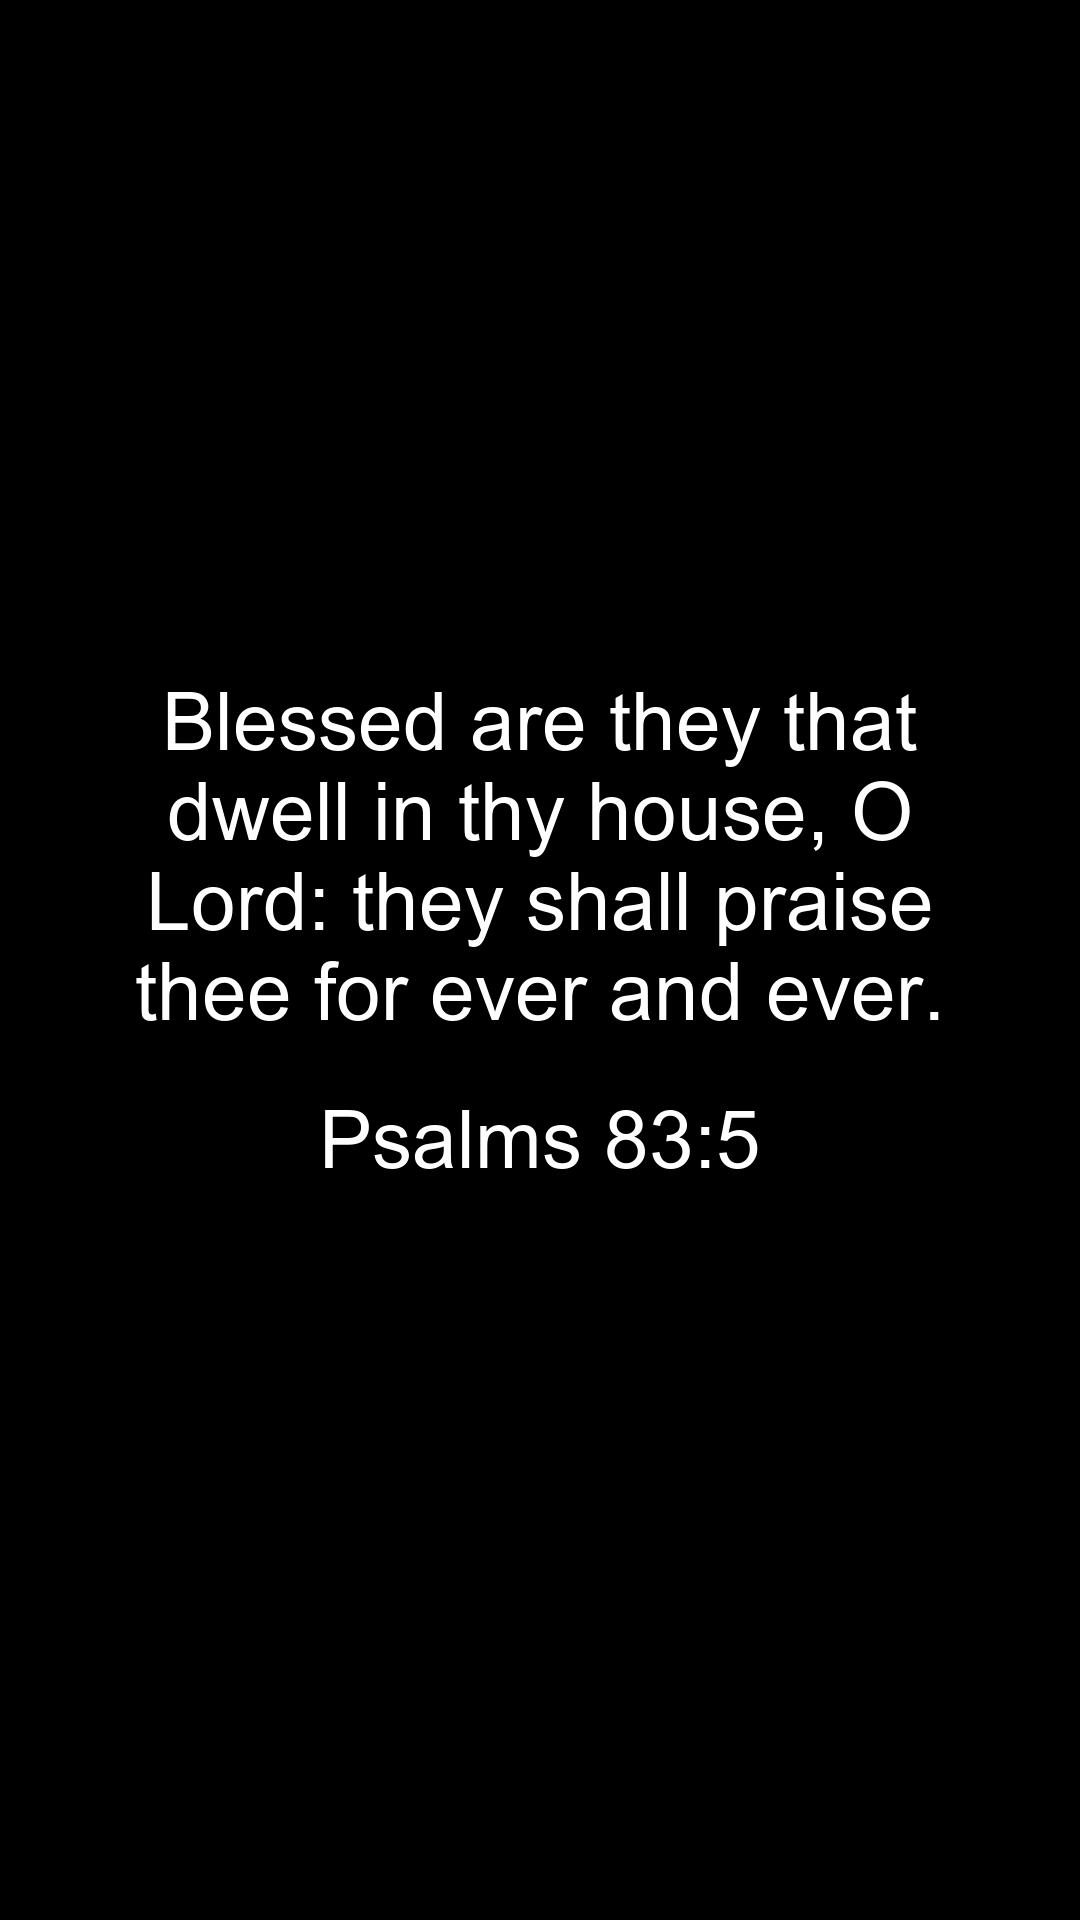 Blessed are they that
dwell in thy house, O
Lord: they shall praise
thee for ever and ever.
Psalms 83:5